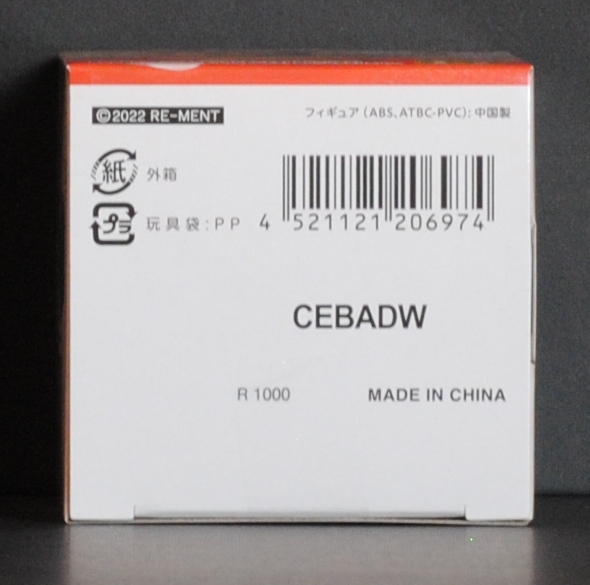 ©2022 RE-MENT
フィギュア (ABS、ATBC-PVC): 中国製
紙 外箱
プラ 玩具袋:PP
4 521121 206974
CEBADW
R 1000
MADE IN CHINA